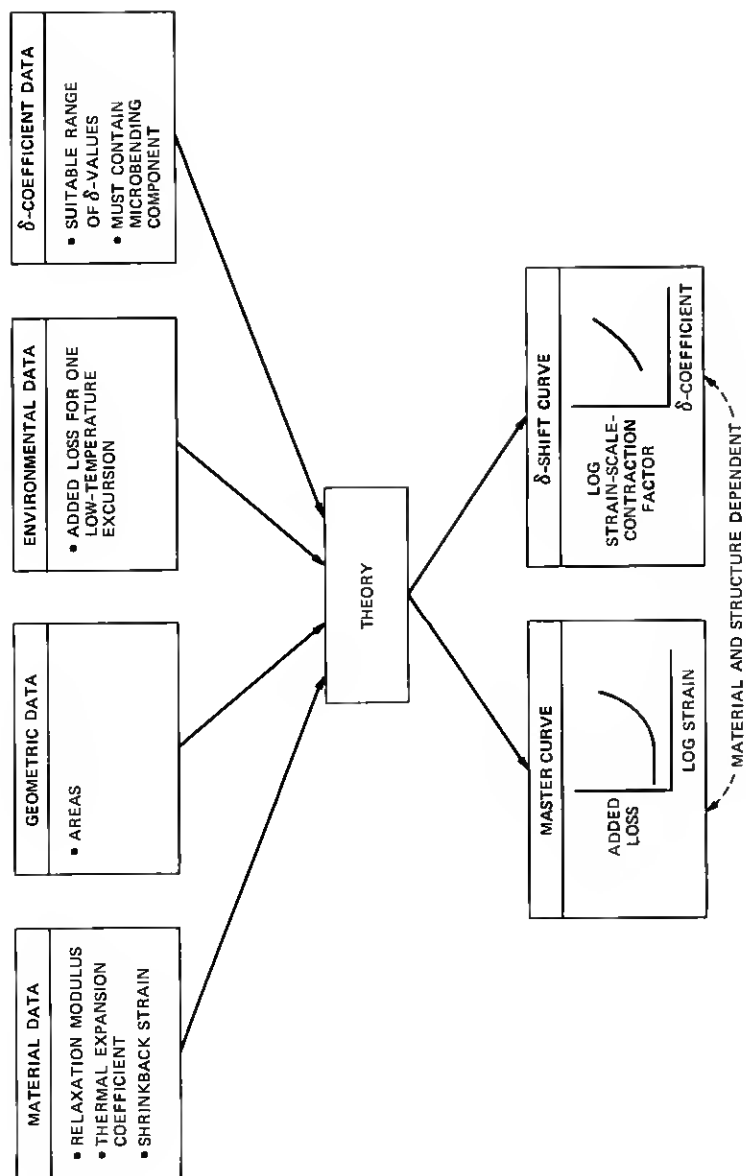 MATERIAL DATA
• RELAXATION MODULUS
• THERMAL EXPANSION
COEFFICIENT
• SHRINKBACK STRAIN
GEOMETRIC DATA
• AREAS
ENVIRONMENTAL DATA
• ADDED LOSS FOR ONE
LOW-TEMPERATURE
EXCURSION
δ-COEFFICIENT DATA
• SUITABLE RANGE
OF δ-VALUES
• MUST CONTAIN
MICROBENDING
COMPONENT
THEORY
MASTER CURVE
ADDED
LOSS
LOG STRAIN
δ-SHIFT CURVE
LOG
STRAIN-SCALE-
CONTRACTION
FACTOR
δ-COEFFICIENT
MATERIAL AND STRUCTURE DEPENDENT